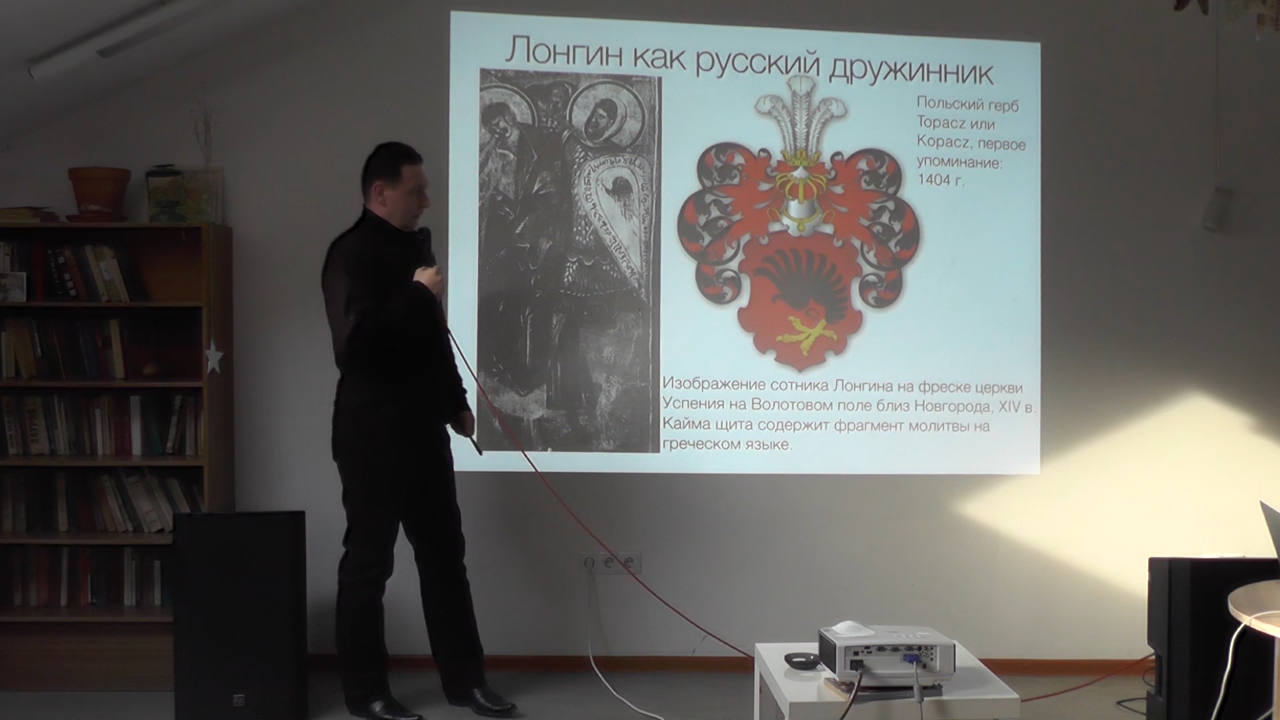 Лонгин как русский дружинник
Польский герб
Topacz или
Kopacz, первое
упоминание:
1404 г.
Изображение сотника Лонгина на фреске церкви
Успения на Волотовом поле близ Новгорода, XIV в.
Кайма щита содержит фрагмент молитвы на
греческом языке.